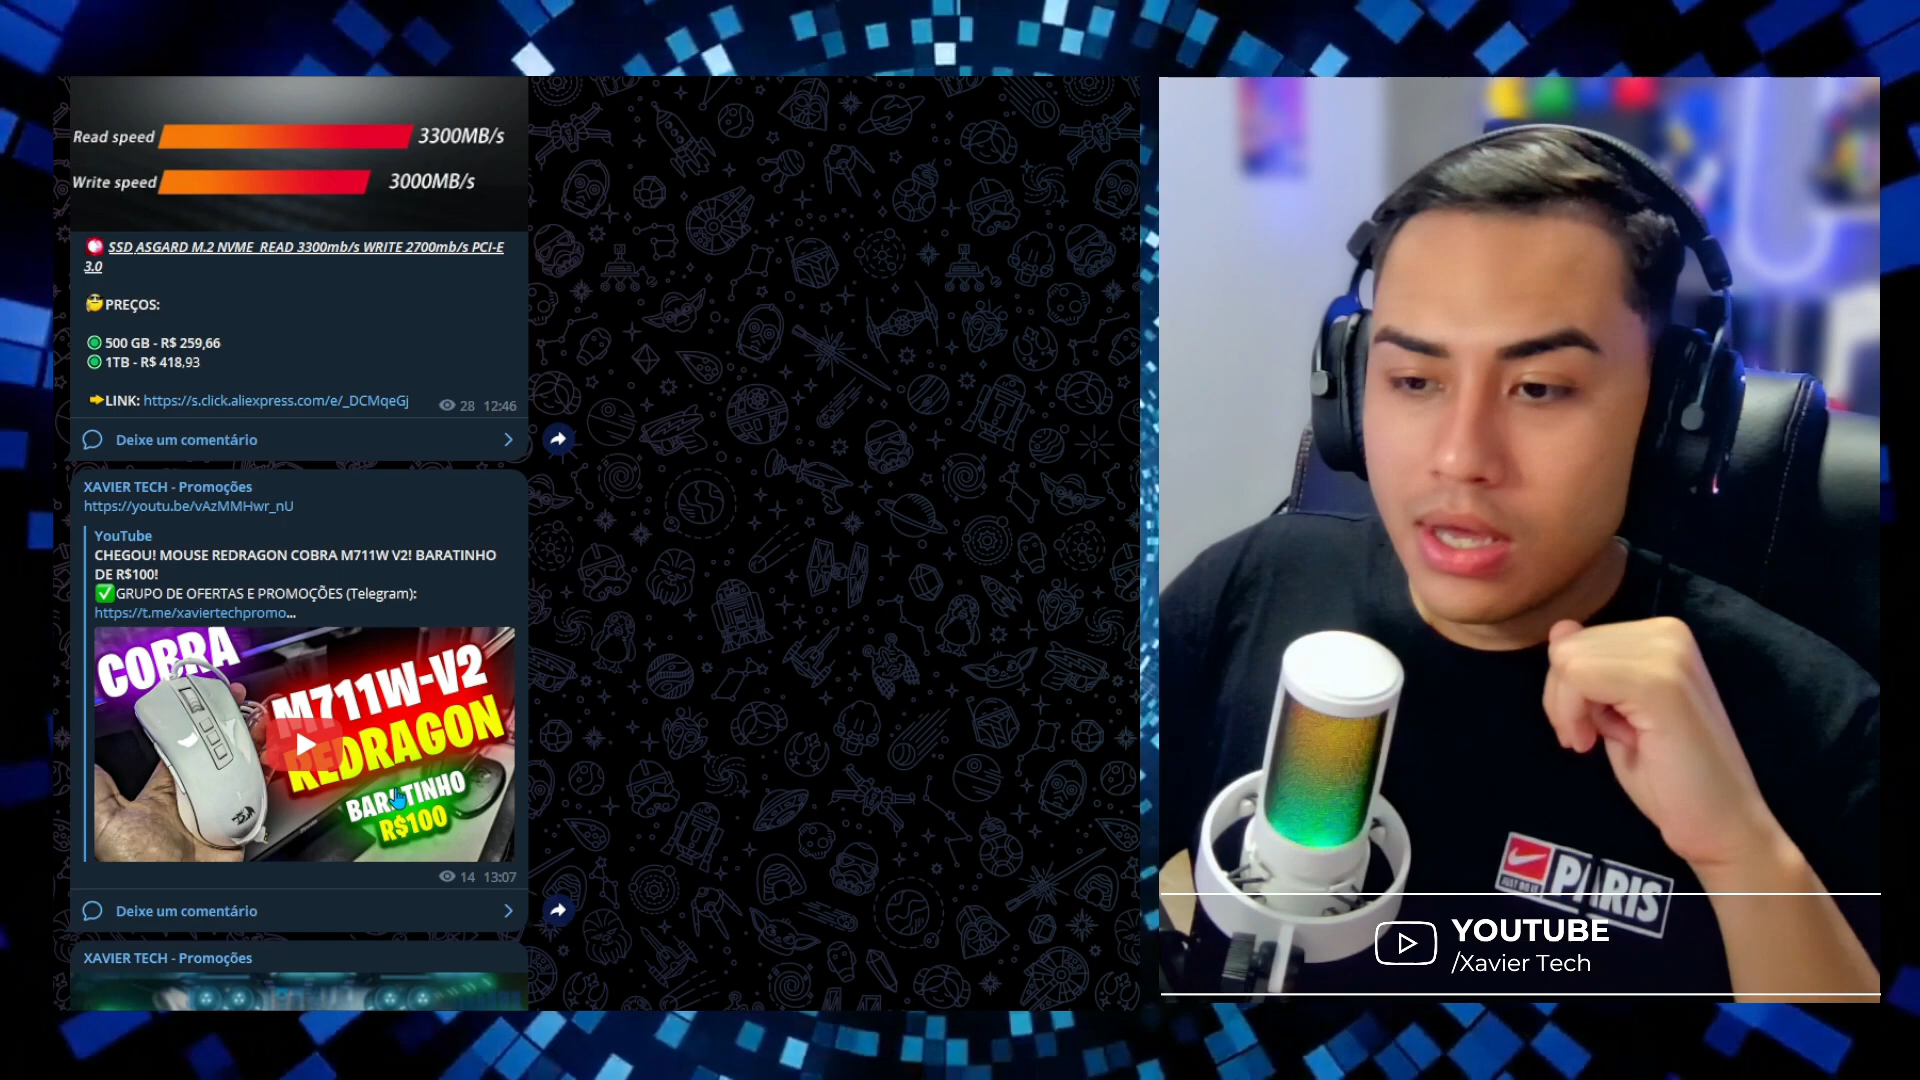 Read speed 3300MB/s
Write speed 3000MB/s
SSD ASGARD M.2 NVME READ 3300mb/s WRITE 2700mb/s PCI-E
3.0
PREÇOS:
500 GB - R$ 259,66
1TB - R$ 418,93
LINK: https://s.click.aliexpress.com/e/_DCMqeGj
28 12:46
Deixe um comentário
XAVIER TECH - Promoções
https://youtu.be/vAzMMHwr_nU
YouTube
CHEGOU! MOUSE REDRAGON COBRA M711W V2! BARATINHO
DE R$100!
GRUPO DE OFERTAS E PROMOÇÕES (Telegram):
https://t.me/xaviertechpromo...
COBRA
M711W-V2
REDRAGON
BARATINHO
R$100
14 13:07
Deixe um comentário
XAVIER TECH - Promoções
JUST DO IT
PARIS
YOUTUBE
/Xavier Tech